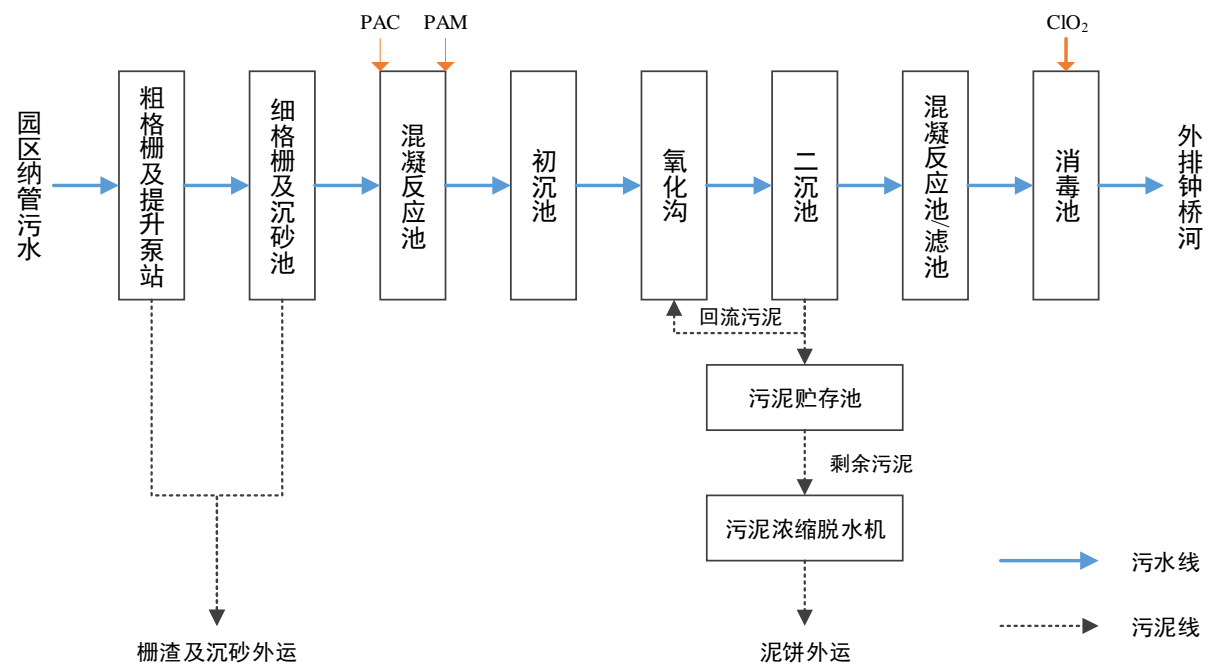 PAC
PAM
ClO₂
园区纳管污水
粗格栅及提升泵站
细格栅及沉砂池
混凝反应池
初沉池
氧化沟
二沉池
混凝反应池/滤池
消毒池
外排钟桥河
回流污泥
污泥贮存池
剩余污泥
污泥浓缩脱水机
污水线
污泥线
栅渣及沉砂外运
泥饼外运